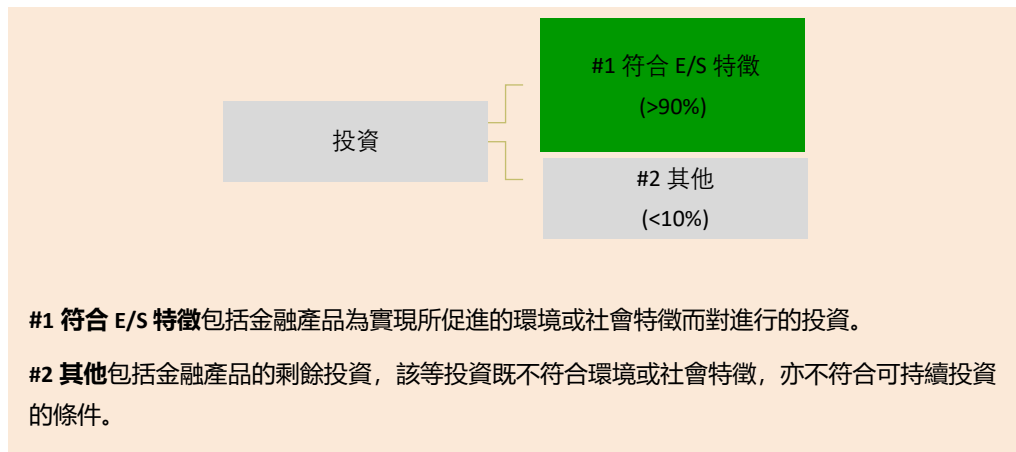 #1 符合 E/S 特徵
(>90%)
投資
#2 其他
(<10%)
#1 符合 E/S 特徵包括金融產品為實現所促進的環境或社會特徵而對進行的投資。
#2 其他包括金融產品的剩餘投資，該等投資既不符合環境或社會特徵，亦不符合可持續投資
的條件。